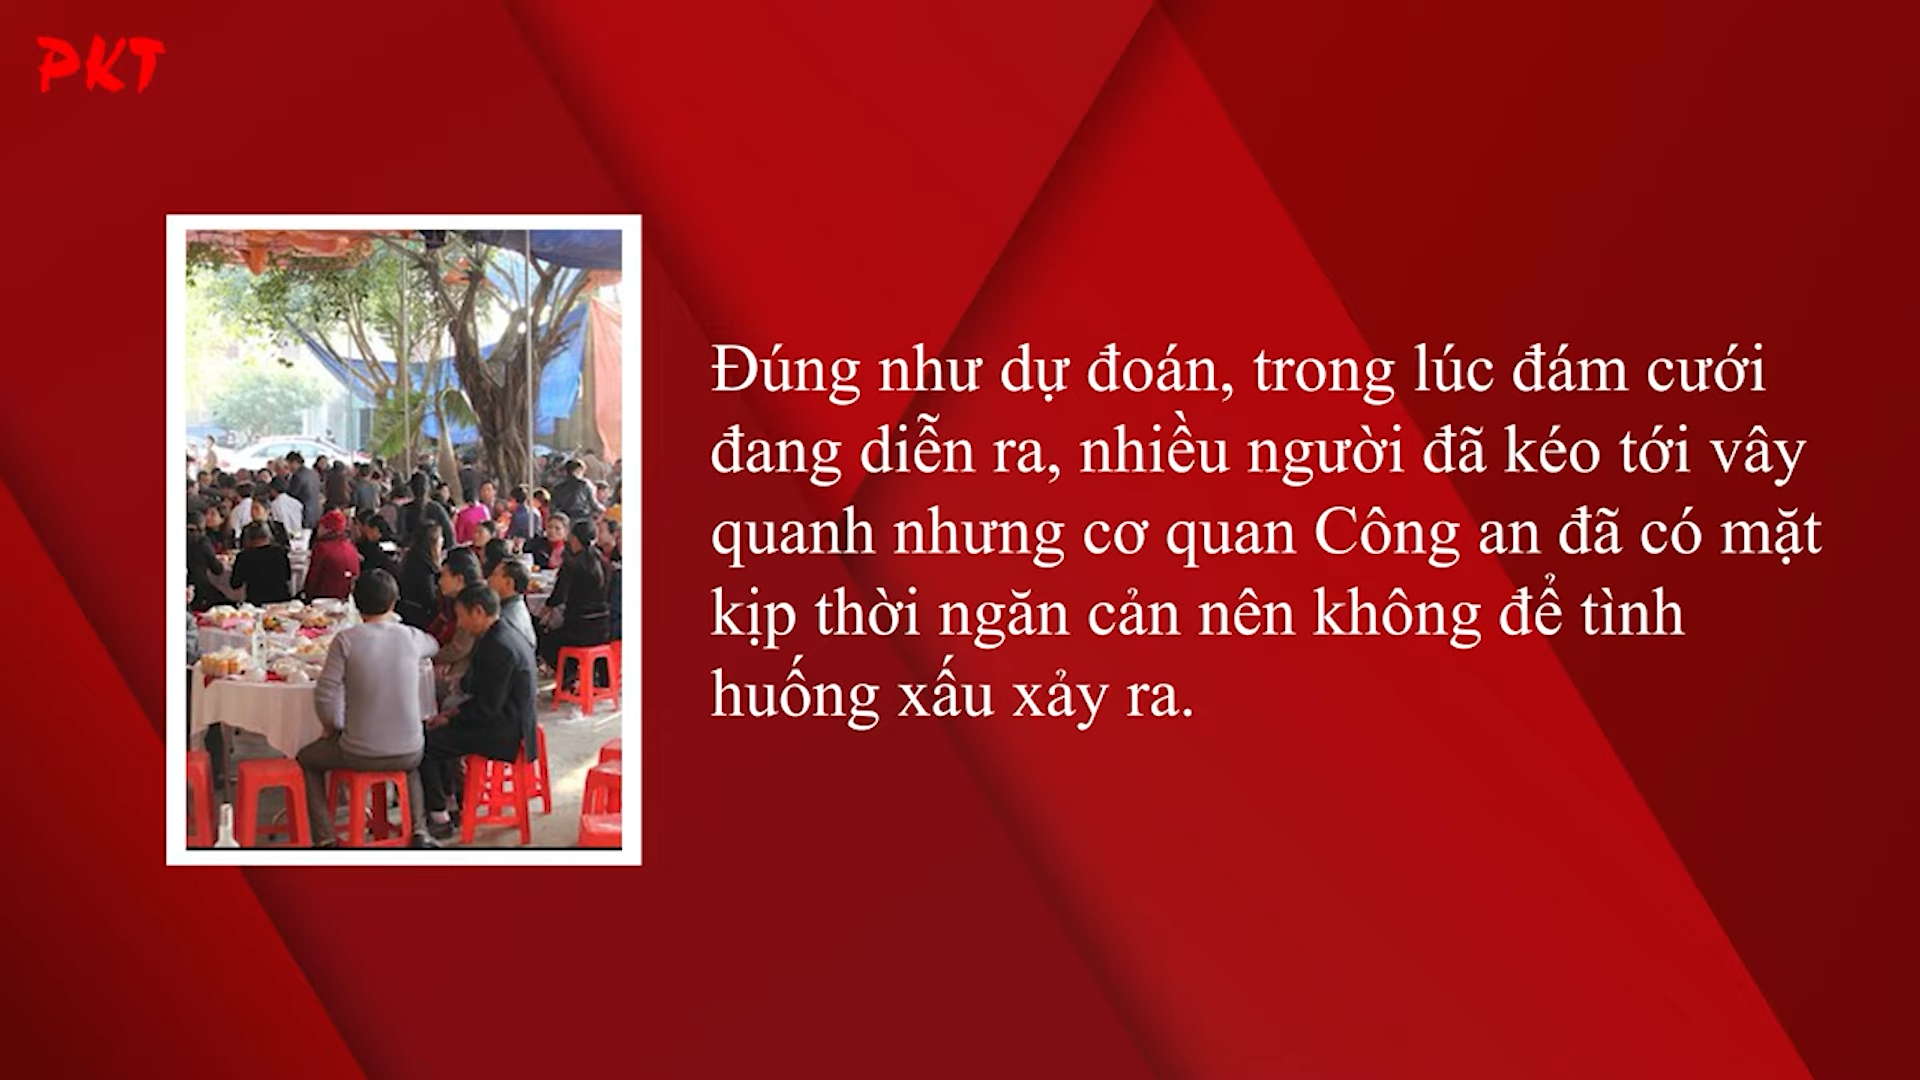 PKT
Đúng như dự đoán, trong lúc đám cưới
đang diễn ra, nhiều người đã kéo tới vây
quanh nhưng cơ quan Công an đã có mặt
kịp thời ngăn cản nên không để tình
huống xấu xảy ra.